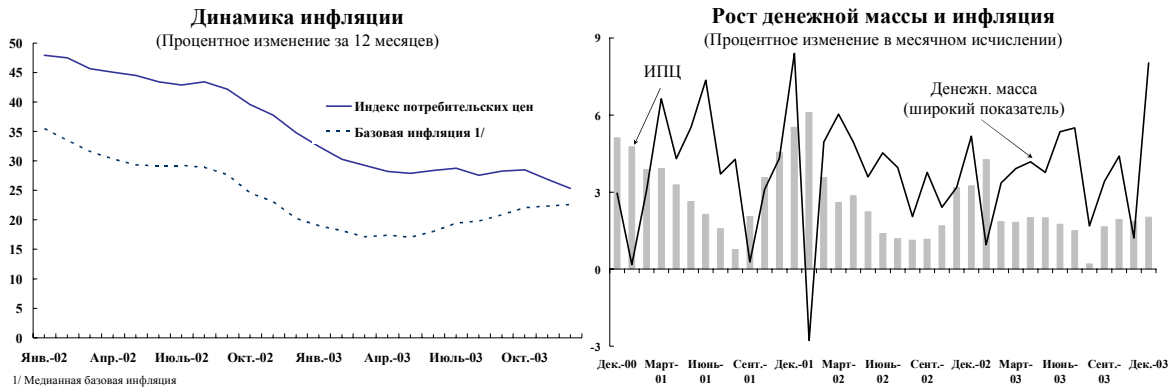 Динамика инфляции
(Процентное изменение за 12 месяцев)
50
45
40
35
30
25
20
15
10
5
0
Индекс потребительских цен
Базовая инфляция 1/
Янв.-02 Апр.-02 Июль-02 Окт.-02 Янв.-03 Апр.-03 Июль-03 Окт.-03
1/ Медианная базовая инфляция
Рост денежной массы и инфляция
(Процентное изменение в месячном исчислении)
9
6
3
0
-3
ИПЦ
Денежн. масса
(широкий показатель)
Дек.-00 Март- Июнь- Сент.- Дек.-01 Март- Июнь- Сент.- Дек.-02 Март- Июнь- Сент.- Дек.-03
01 01 01 02 02 02 03 03 03